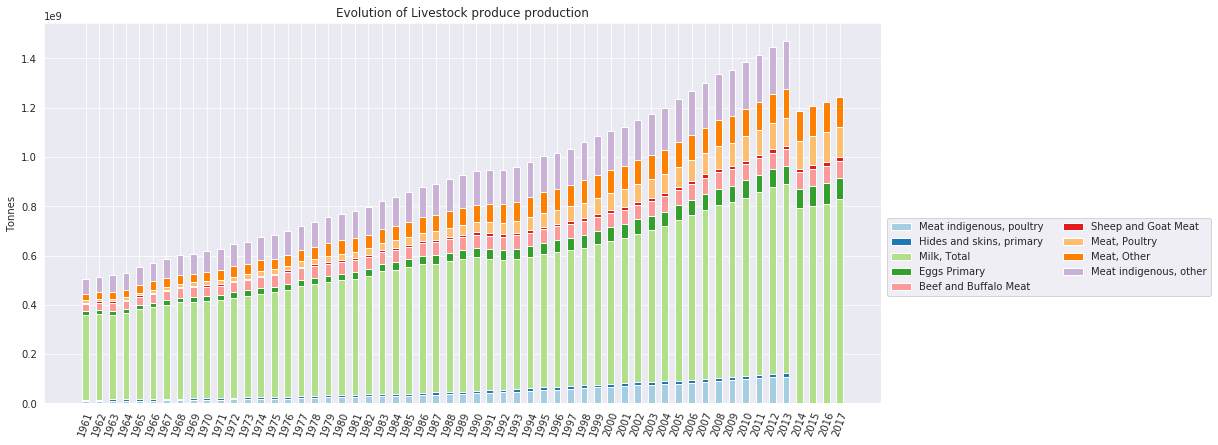 Evolution of Livestock produce production
1e9
1.4
1.2
1.0
0.8
0.6
0.4
0.2
0.0
Tonnes
1961 1962 1963 1964 1965 1966 1967 1968 1969 1970 1971 1972 1973 1974 1975 1976 1977 1978 1979 1980 1981 1982 1983 1984 1985 1986 1987 1988 1989 1990 1991 1992 1993 1994 1995 1996 1997 1998 1999 2000 2001 2002 2003 2004 2005 2006 2007 2008 2009 2010 2011 2012 2013 2014 2015 2016 2017
Meat indigenous, poultry
Hides and skins, primary
Milk, Total
Eggs Primary
Beef and Buffalo Meat
Sheep and Goat Meat
Meat, Poultry
Meat, Other
Meat indigenous, other